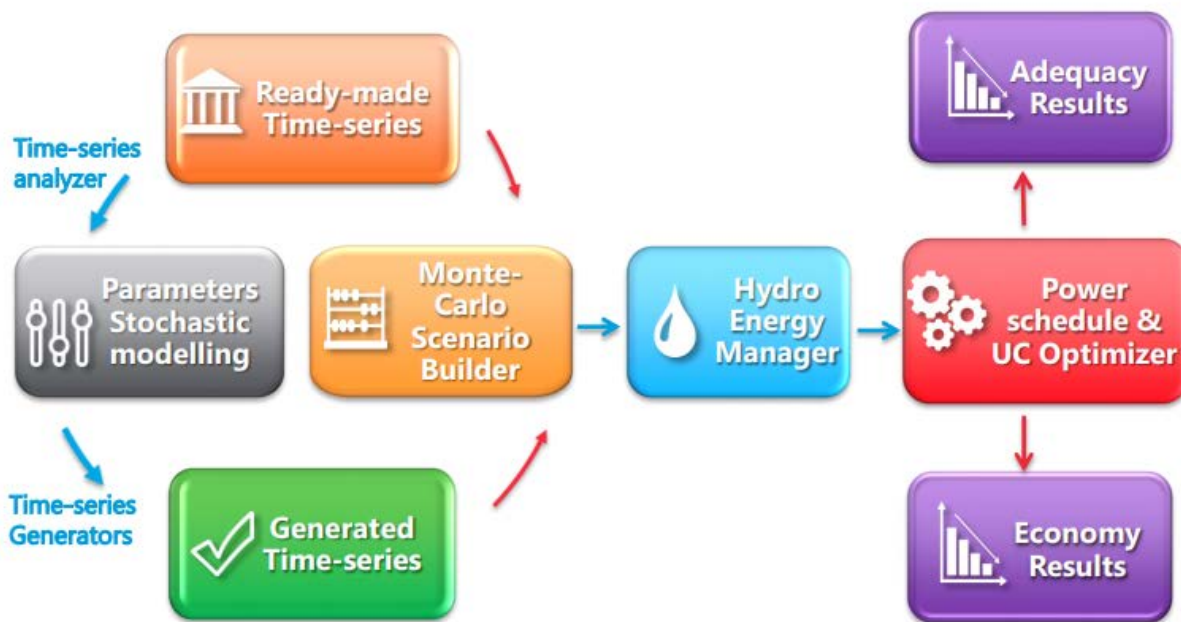 Ready-made
Time-series
Adequacy
Results
Time-series
analyzer
Parameters
Stochastic
modelling
Monte-
Carlo
Scenario
Builder
Hydro
Energy
Manager
Power
schedule &
UC Optimizer
Time-series
Generators
Generated
Time-series
Economy
Results